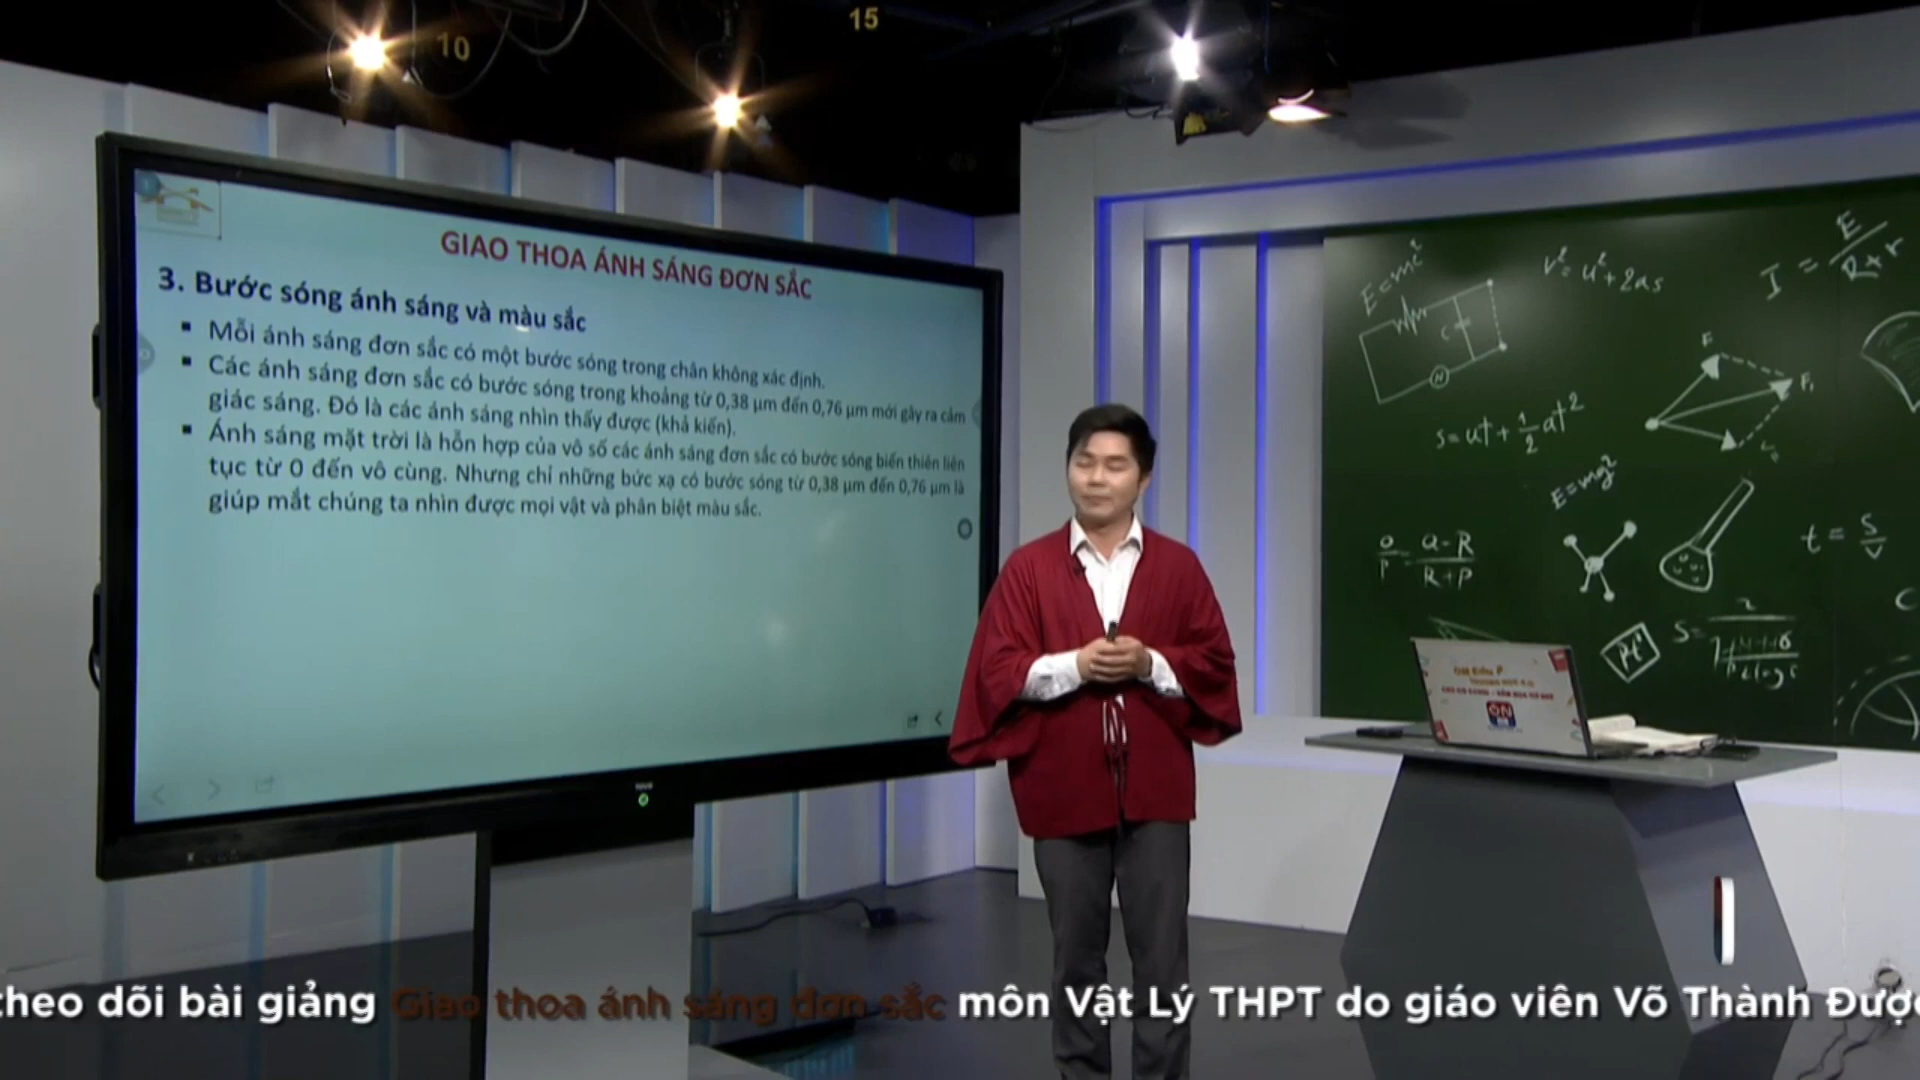 10
15
GIAO THOA ÁNH SÁNG ĐƠN SẮC
3. Bước sóng ánh sáng và màu sắc
▪ Mỗi ánh sáng đơn sắc có một bước sóng trong chân không xác định.
▪ Các ánh sáng đơn sắc có bước sóng trong khoảng từ 0,38 μm đến 0,76 μm mới gây ra cảm
giác sáng. Đó là các ánh sáng nhìn thấy được (khả kiến).
▪ Ánh sáng mặt trời là hỗn hợp của vô số các ánh sáng đơn sắc có bước sóng biến thiên liên
tục từ 0 đến vô cùng. Nhưng chỉ những bức xạ có bước sóng từ 0,38 μm đến 0,76 μm là
giúp mắt chúng ta nhìn được mọi vật và phân biệt màu sắc.
E=mc²
v²=u²+2as
I = E/R+r
C
N
F
F₁
s=ut+½at²
E=mg²
a-R
R+P
t = s/v
S=
ÔN
theo dõi bài giảng Giao thoa ánh sáng đơn sắc môn Vật Lý THPT do giáo viên Võ Thành Được